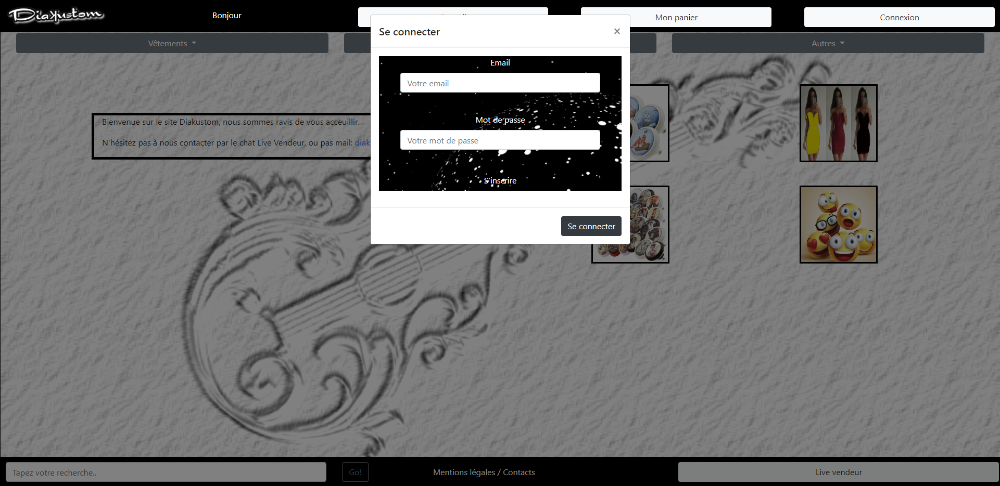 Diakustom
Bonjour
Mon panier
Connexion
Se connecter
×
Vêtements
Autres
Email
Votre email
Mot de passe
Votre mot de passe
S'inscrire
Se connecter
Bienvenue sur le site Diakustom, nous sommes ravis de vous acceuillir.
N'hésitez pas à nous contacter par le chat Live Vendeur, ou pas mail: diak
Tapez votre recherche..
Go!
Mentions légales / Contacts
Live vendeur